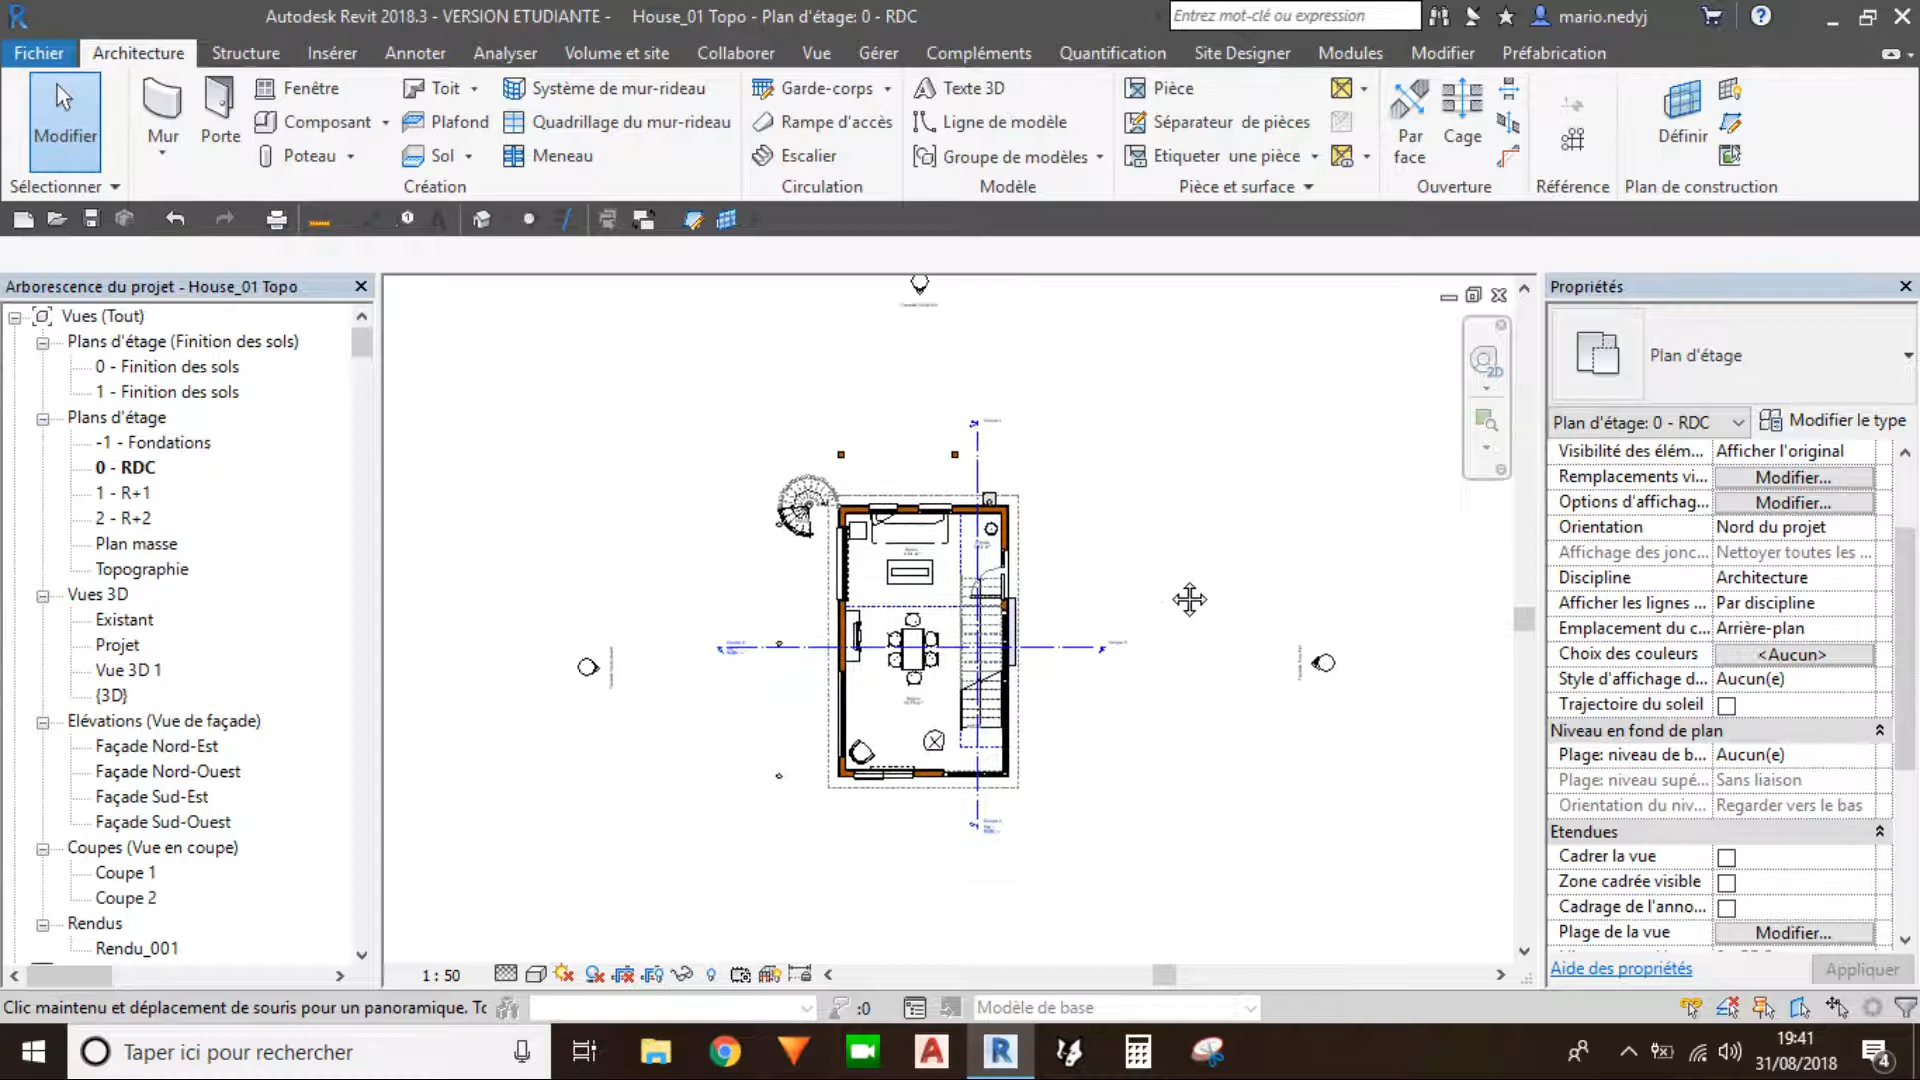 Autodesk Revit 2018.3 - VERSION ETUDIANTE - House_01 Topo - Plan d'étage: 0 - RDC
Entrez mot-clé ou expression
mario.nedyj
Fichier Architecture Structure Insérer Annoter Analyser Volume et site Collaborer Vue Gérer Compléments Quantification Site Designer Modules Modifier Préfabrication
Modifier
Mur
Porte
Fenêtre
Composant
Poteau
Toit
Plafond
Sol
Système de mur-rideau
Quadrillage du mur-rideau
Meneau
Garde-corps
Rampe d'accès
Escalier
Texte 3D
Ligne de modèle
Groupe de modèles
Pièce
Séparateur de pièces
Etiqueter une pièce
Par
face
Cage
Définir
Sélectionner
Création
Circulation
Modèle
Pièce et surface
Ouverture
Référence
Plan de construction
Arborescence du projet - House_01 Topo
Vues (Tout)
Plans d'étage (Finition des sols)
0 - Finition des sols
1 - Finition des sols
Plans d'étage
-1 - Fondations
0 - RDC
1 - R+1
2 - R+2
Plan masse
Topographie
Vues 3D
Existant
Projet
Vue 3D 1
{3D}
Elévations (Vue de façade)
Façade Nord-Est
Façade Nord-Ouest
Façade Sud-Est
Façade Sud-Ouest
Coupes (Vue en coupe)
Coupe 1
Coupe 2
Rendus
Rendu_001
2D
Propriétés
Plan d'étage
Plan d'étage: 0 - RDC
Modifier le type
Visibilité des élém... Afficher l'original
Remplacements vi... Modifier...
Options d'affichag... Modifier...
Orientation Nord du projet
Affichage des jonc... Nettoyer toutes les ...
Discipline Architecture
Afficher les lignes ... Par discipline
Emplacement du c... Arrière-plan
Choix des couleurs <Aucun>
Style d'affichage d... Aucun(e)
Trajectoire du soleil
Niveau en fond de plan
Plage: niveau de b... Aucun(e)
Plage: niveau supé... Sans liaison
Orientation du niv... Regarder vers le bas
Etendues
Cadrer la vue
Zone cadrée visible
Cadrage de l'anno...
Plage de la vue Modifier...
Aide des propriétés
Appliquer
1 : 50
Clic maintenu et déplacement de souris pour un panoramique. Tc
:0
Modèle de base
Taper ici pour rechercher
19:41
31/08/2018
4